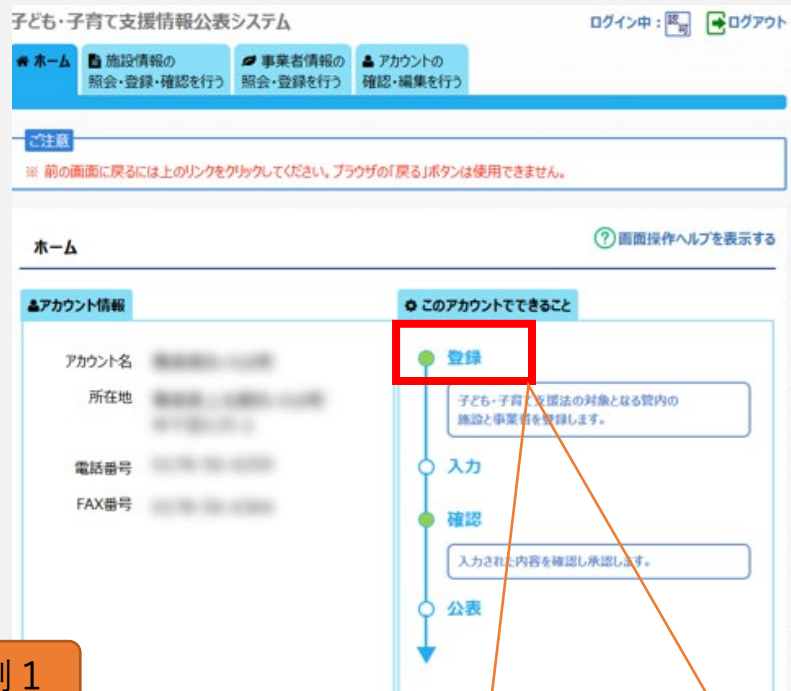 子ども・子育て支援情報公表システム
ログイン中：認可
ログアウト
ホーム
施設情報の
照会・登録・確認を行う
事業者情報の
照会・登録を行う
アカウントの
確認・編集を行う
ご注意
※ 前の画面に戻るには上のリンクをクリックしてください。ブラウザの「戻る」ボタンは使用できません。
ホーム
?画面操作ヘルプを表示する
アカウント情報
アカウント名
所在地
電話番号
FAX番号
このアカウントでできること
登録
子ども・子育て支援法の対象となる管内の
施設と事業者を登録します。
入力
確認
入力された内容を確認し承認します。
公表
例 1